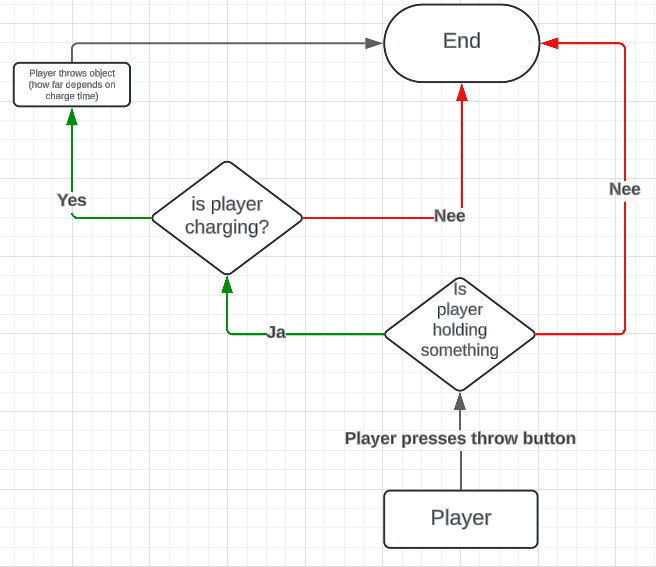 End
Player throws object
(how far depends on
charge time)
Yes
is player
charging?
Nee
Nee
Is
player
holding
something
Ja
Player presses throw button
Player